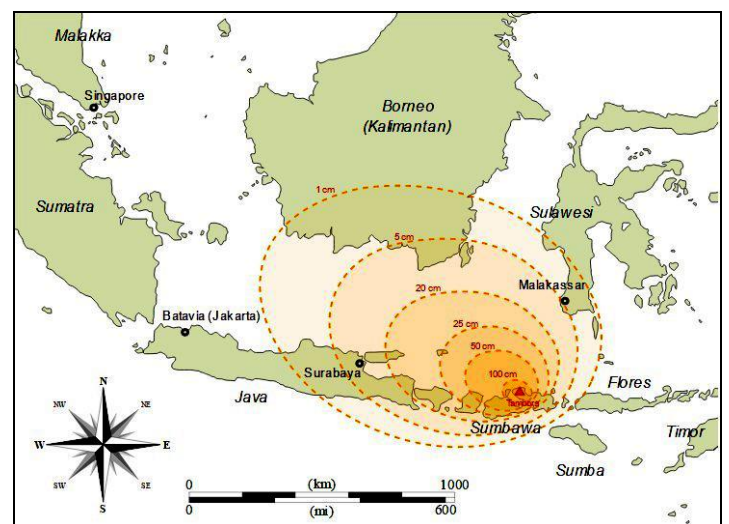 Malakka
Singapore
Borneo
(Kalimantan)
1 cm
Sumatra
Sulawesi
5 cm
20 cm
Malakassar
Batavia (Jakarta)
25 cm
50 cm
Surabaya
100 cm
Flores
Tambora
Java
Sumbawa
Timor
Sumba
N
NW
NE
W
E
SW
SE
S
0 (km) 1000
0 (mi) 600